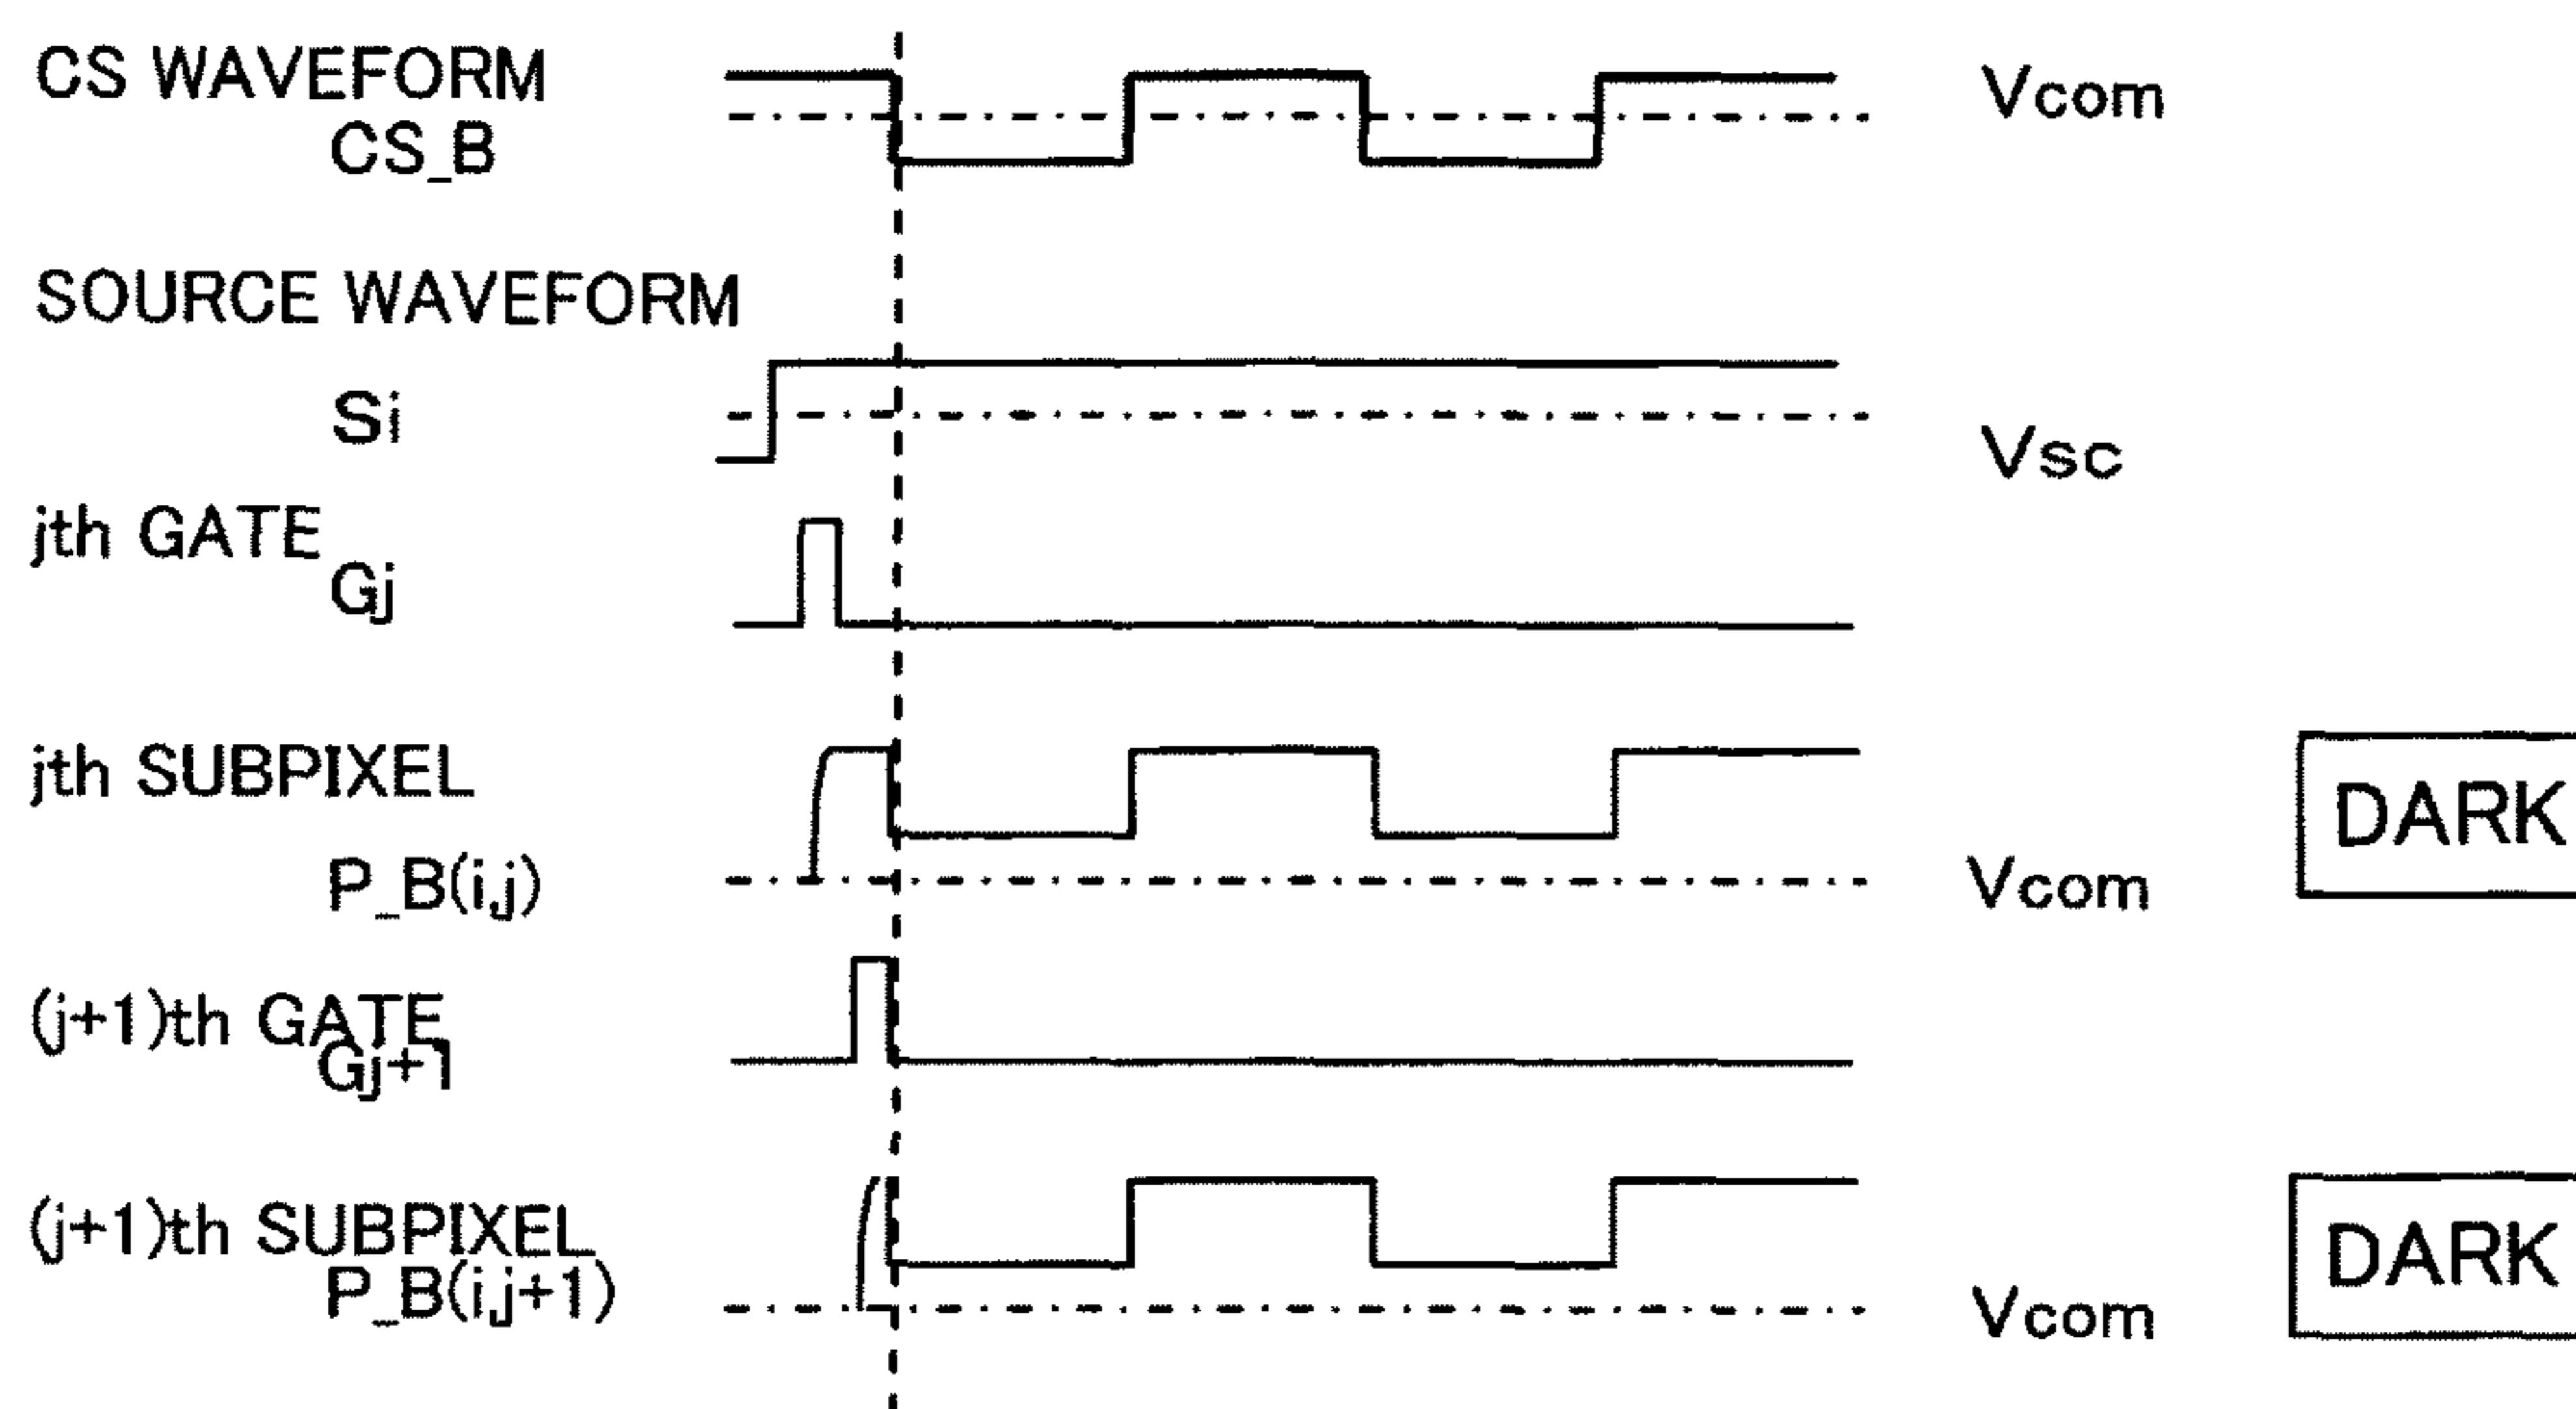 CS WAVEFORM
CS_B
Vcom
SOURCE WAVEFORM
Si
Vsc
jth GATE
Gj
jth SUBPIXEL
P_B(i,j)
Vcom
DARK
(j+1)th GATE
Gj+1
(j+1)th SUBPIXEL
P_B(i,j+1)
Vcom
DARK